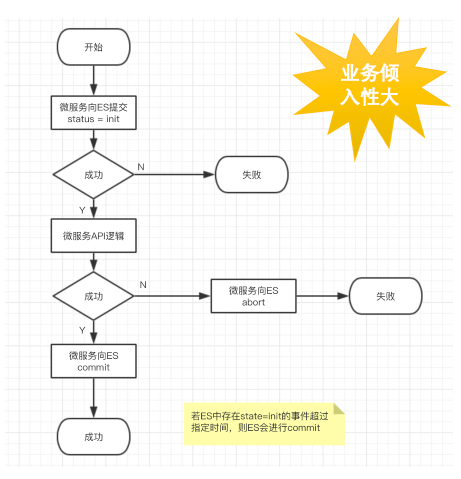 开始
业务倾
入性大
微服务向ES提交
status = init
成功
N
失败
Y
微服务API逻辑
成功
N
微服务向ES
abort
失败
Y
微服务向ES
commit
若ES中存在state=init的事件超过
指定时间，则ES会进行commit
成功